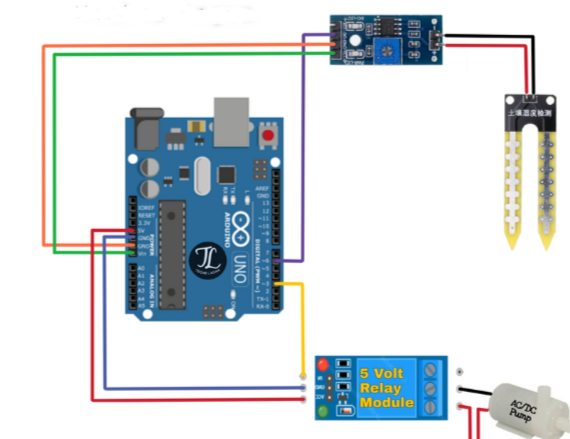 土壤湿度检测
IOREF
RESET
3.3V
5V
GND
GND
Vin
POWER
A0
A1
A2
A3
A4
A5
ANALOG IN
AREF
GND
13
12
~11
~10
~9
8
7
~6
~5
4
~3
2
TX-1
RX-0
DIGITAL (PWM ~)
L
TX
RX
ON
ARDUINO
UNO
JL
5 Volt
Relay
Module
AC/DC
Pump